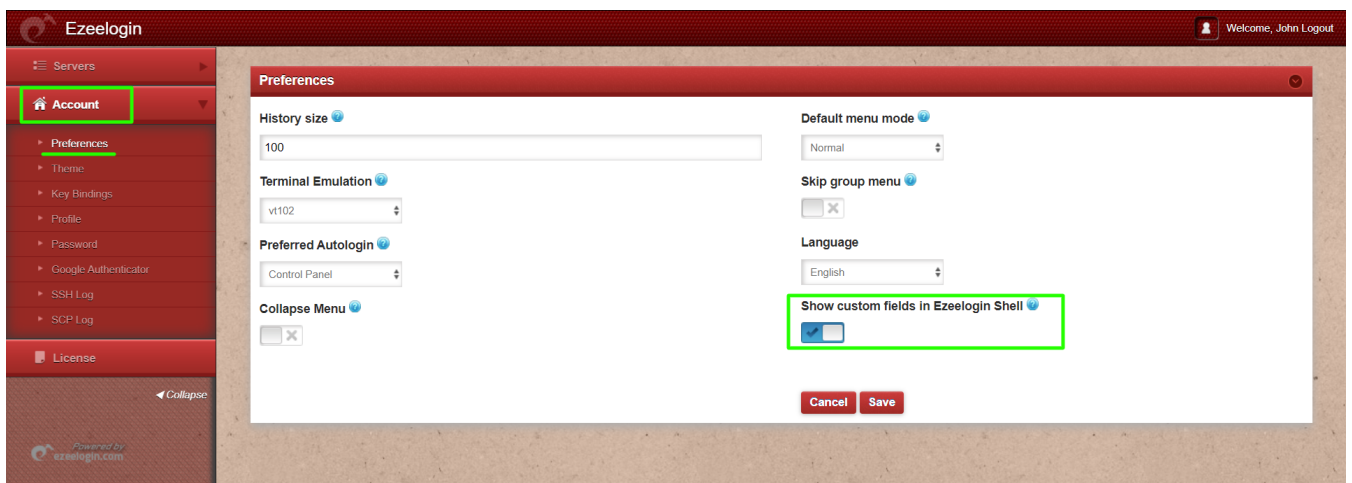 Ezeelogin
Welcome, John Logout
Servers
Account
Preferences
Theme
Key Bindings
Profile
Password
Google Authenticator
SSH Log
SCP Log
License
Collapse
Powered by
ezeelogin.com
Preferences
History size
100
Terminal Emulation
vt102
Preferred Autologin
Control Panel
Collapse Menu
Default menu mode
Normal
Skip group menu
Language
English
Show custom fields in Ezeelogin Shell
Cancel Save